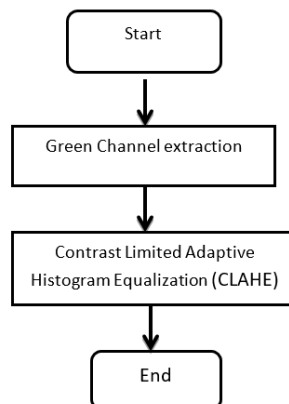 Start
Green Channel extraction
Contrast Limited Adaptive
Histogram Equalization (CLAHE)
End